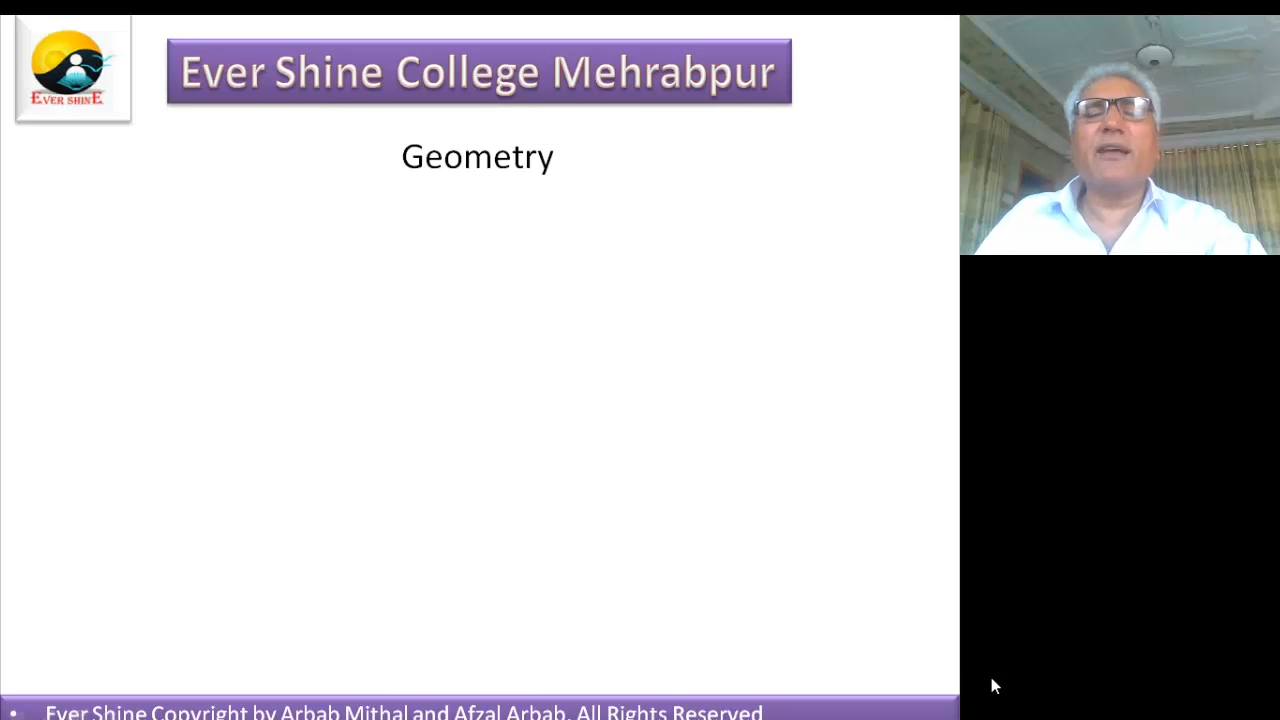 EVER SHINE
Ever Shine College Mehrabpur
Geometry
• Ever Shine Copyright by Arbab Mithal and Afzal Arbab, All Rights Reserved